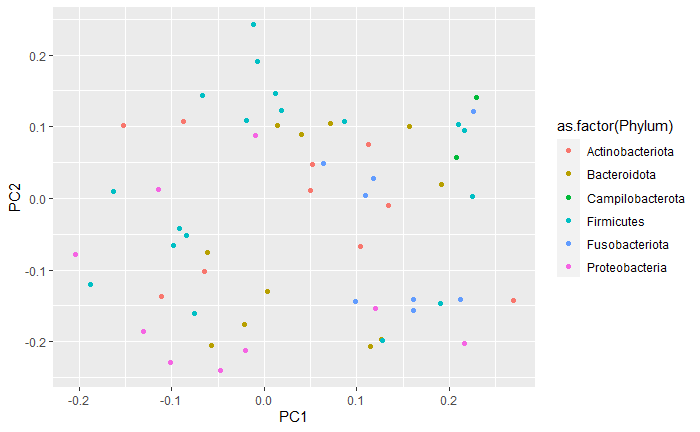 0.2
0.1
0.0
-0.1
-0.2
PC2
-0.2
-0.1
0.0
0.1
0.2
PC1
as.factor(Phylum)
Actinobacteriota
Bacteroidota
Campilobacterota
Firmicutes
Fusobacteriota
Proteobacteria